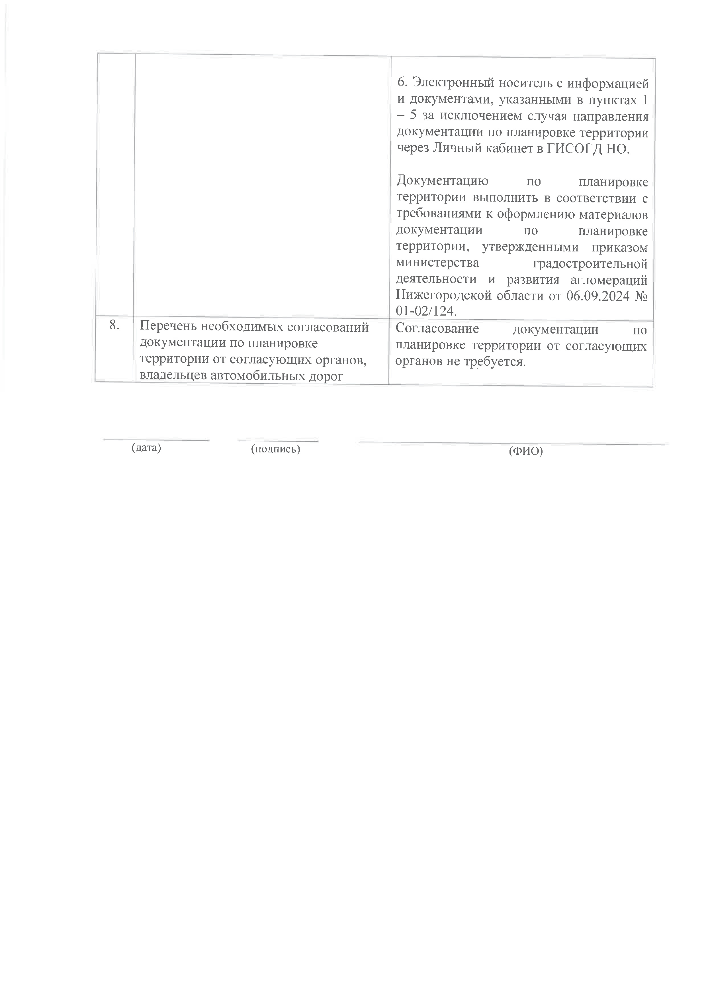 6. Электронный носитель с информацией
и документами, указанными в пунктах 1
– 5 за исключением случая направления
документации по планировке территории
через Личный кабинет в ГИСОГД НО.
Документацию по планировке
территории выполнить в соответствии с
требованиями к оформлению материалов
документации по планировке
территории, утвержденными приказом
министерства градостроительной
деятельности и развития агломераций
Нижегородской области от 06.09.2024 №
01-02/124.
8.
Перечень необходимых согласований
документации по планировке
территории от согласующих органов,
владельцев автомобильных дорог
Согласование документации по
планировке территории от согласующих
органов не требуется.
(дата) (подпись) (ФИО)